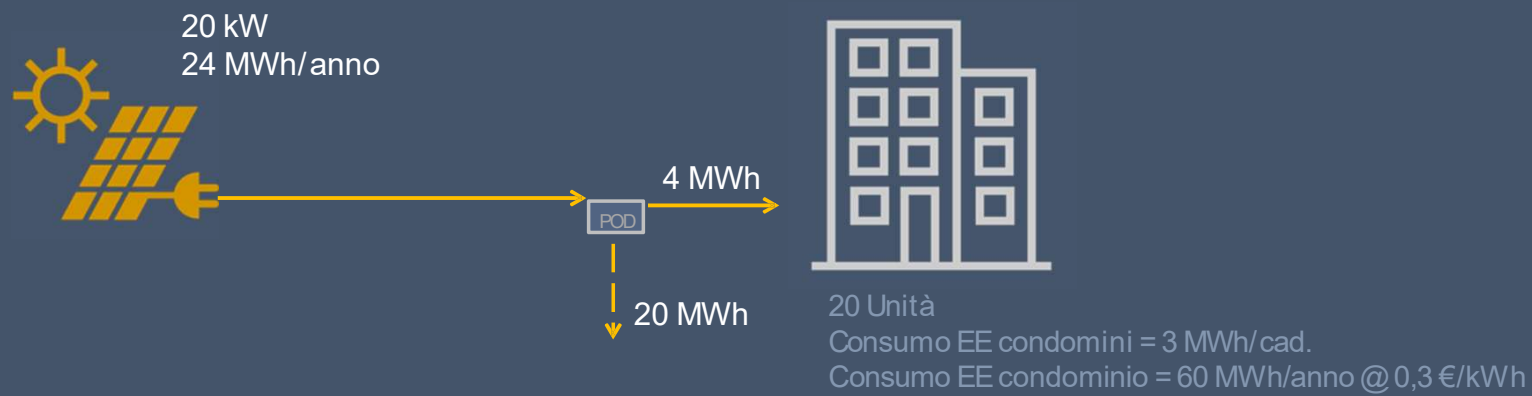 20 kW
24 MWh/anno
4 MWh
POD
20 MWh
20 Unità
Consumo EE condomini = 3 MWh/cad.
Consumo EE condominio = 60 MWh/anno @ 0,3 €/kWh